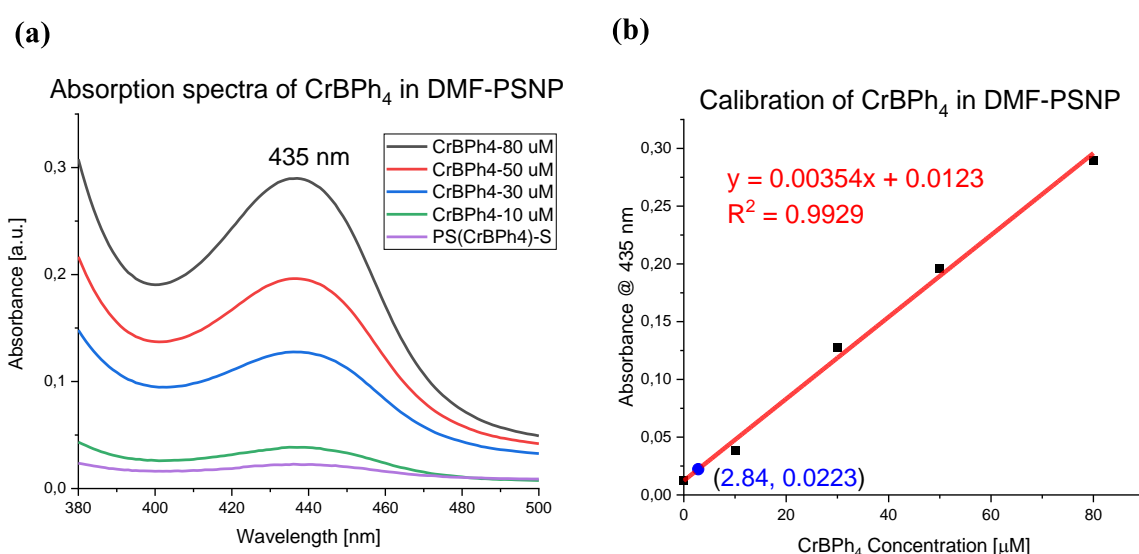 (a)
Absorption spectra of CrBPh4 in DMF-PSNP
435 nm
CrBPh4-80 uM
CrBPh4-50 uM
CrBPh4-30 uM
CrBPh4-10 uM
PS(CrBPh4)-S
Absorbance [a.u.]
0,3
0,2
0,1
0,0
380 400 420 440 460 480 500
Wavelength [nm]
(b)
Calibration of CrBPh4 in DMF-PSNP
y = 0.00354x + 0.0123
R2 = 0.9929
(2.84, 0.0223)
Absorbance @ 435 nm
0,30
0,25
0,20
0,15
0,10
0,05
0,00
0 20 40 60 80
CrBPh4 Concentration [µM]